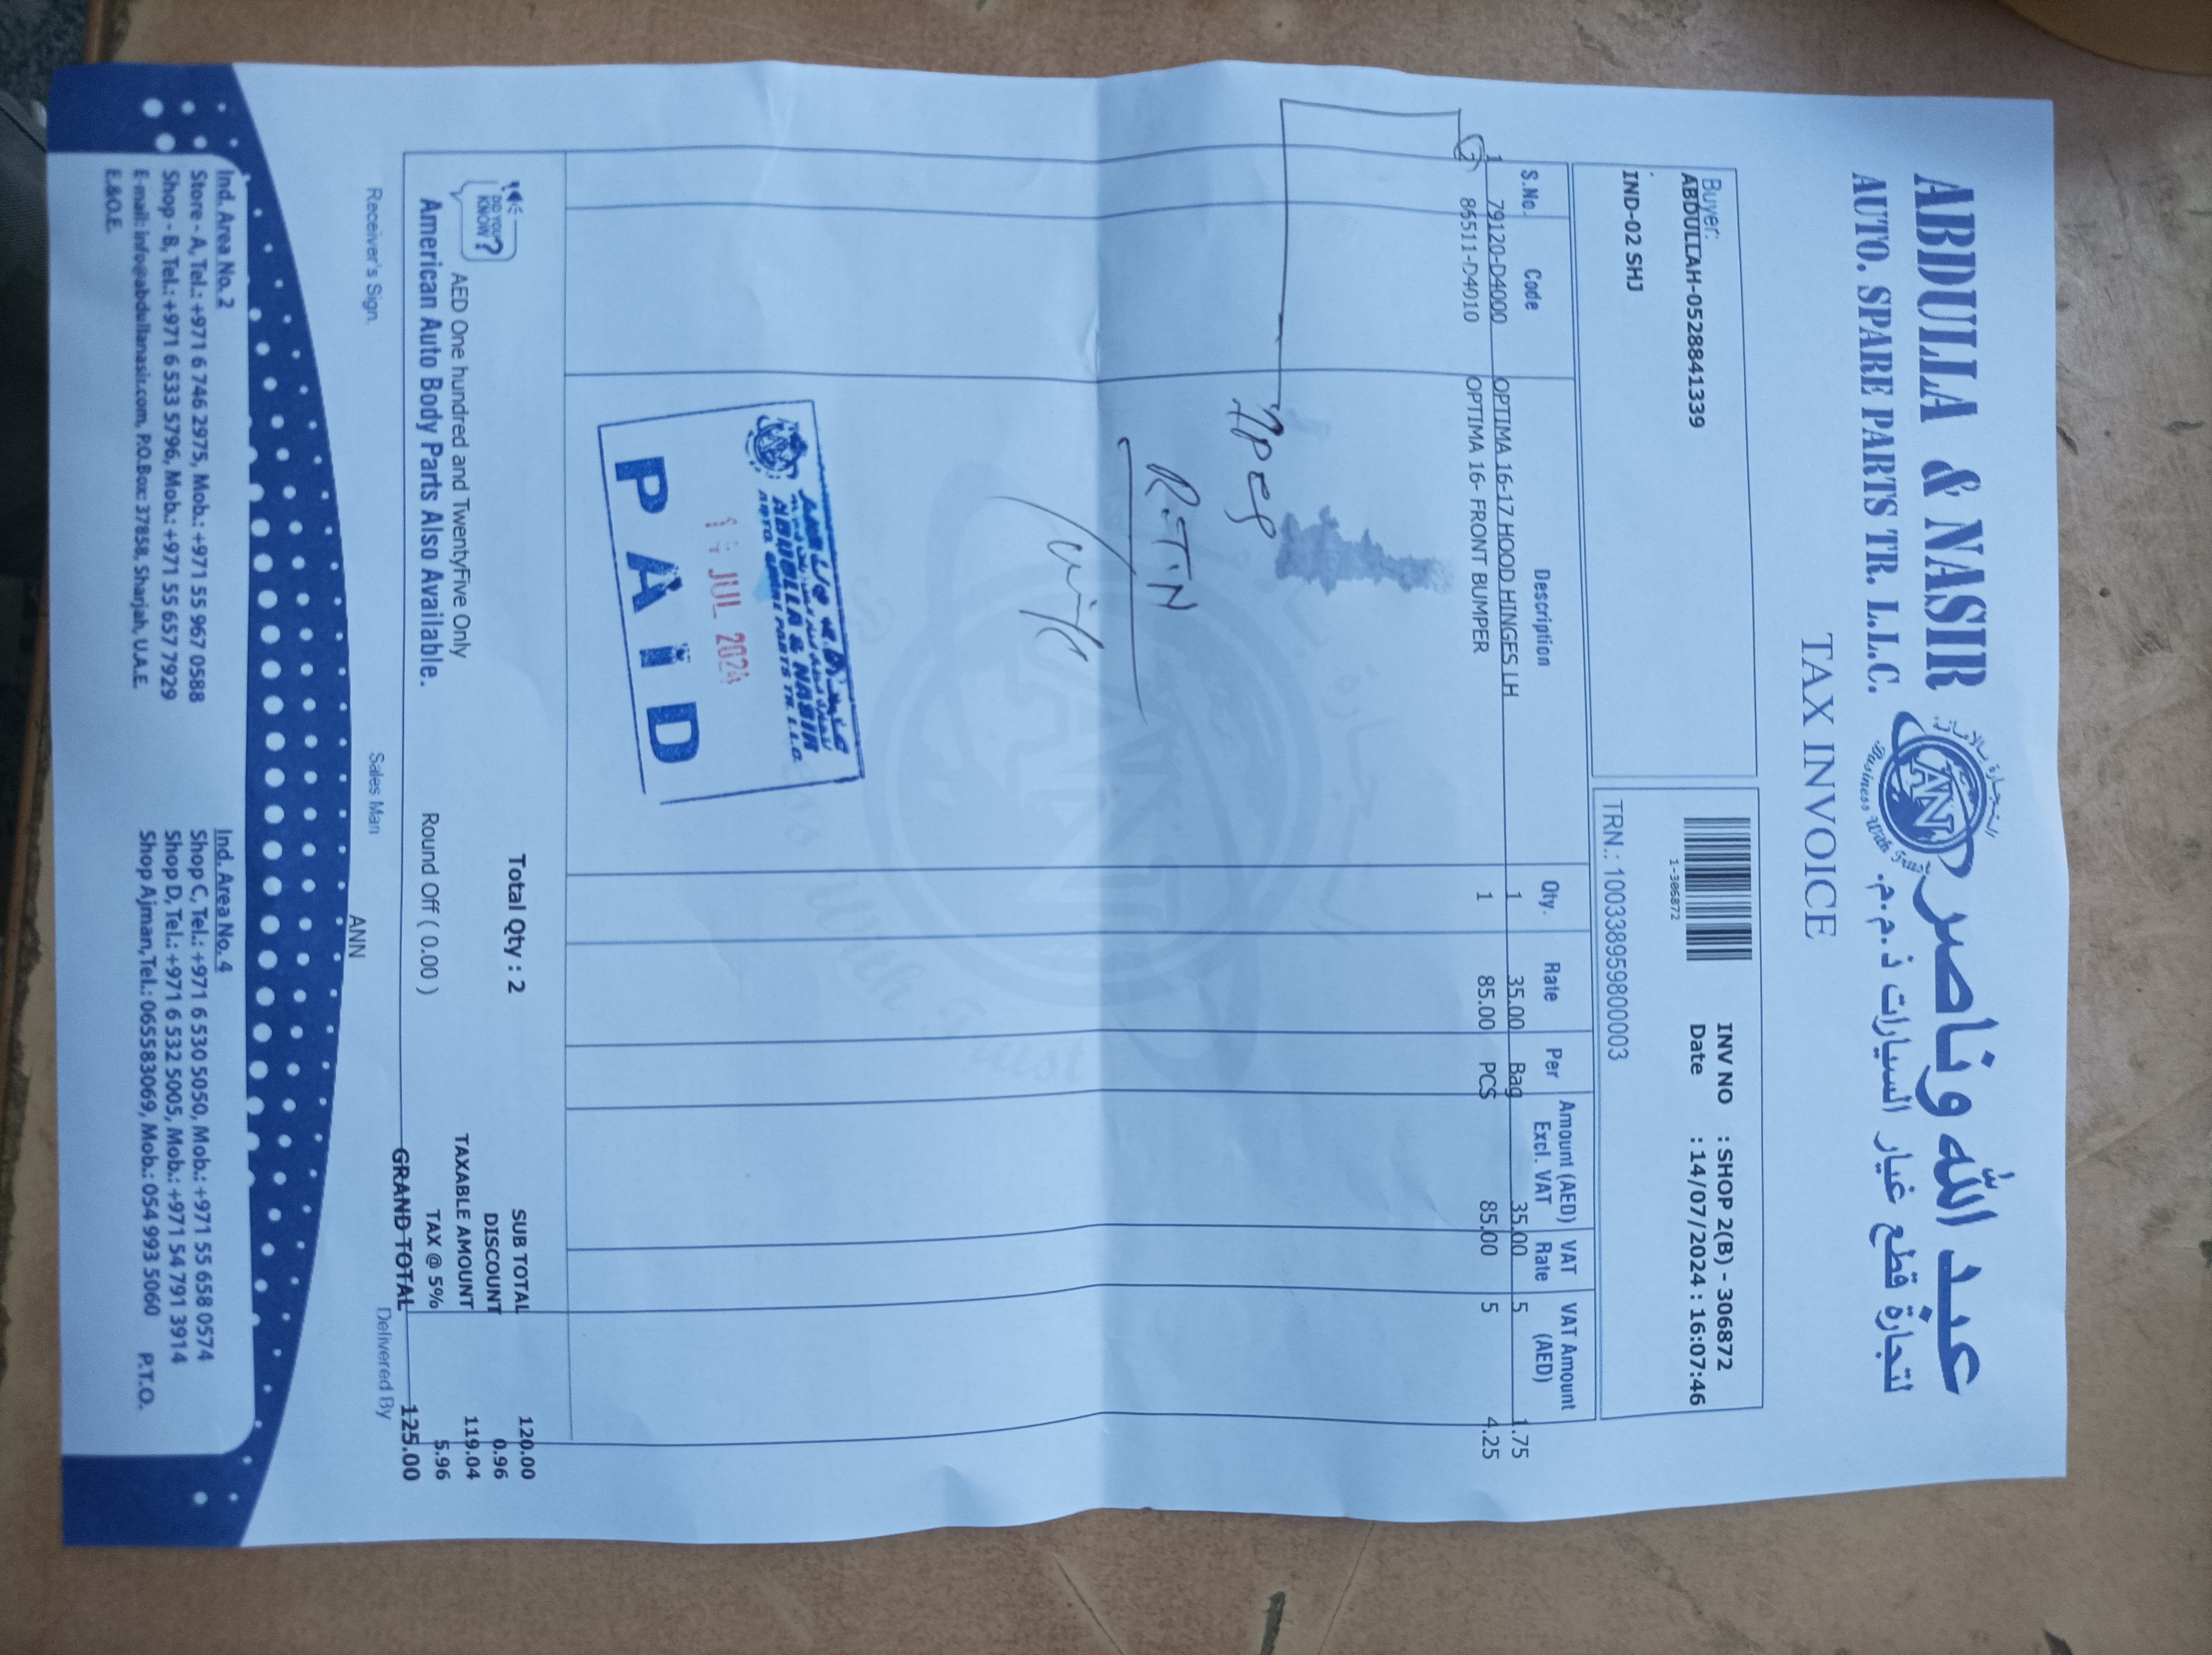 ABDULLA & NASIR
AUTO. SPARE PARTS TR. L.L.C.
عبد الله وناصر
لتجارة قطع غيار السيارات ذ.م.م.
AN
Business With Trust
TAX INVOICE
Buyer:
ABDULLAH-0528841339
IND-02 SHJ
1-306872
INV NO : SHOP 2(B) - 306872
Date : 14/07/2024 : 16:07:46
TRN.: 100338959800003
S.No. Code Description Qty. Rate Per Amount (AED) Excl. VAT VAT Rate VAT Amount (AED)
1 79120-D4000 OPTIMA 16-17 HOOD HINGES LH 1 35.00 Bag 35.00 5 1.75
2 86511-D4010 OPTIMA 16- FRONT BUMPER 1 85.00 PCS 85.00 5 4.25
1pes
ABDULLA & NASIR
AUTO. SPARE PARTS TR. L.L.C.
JUL 2024
PAID
DID YOU KNOW?
AED One hundred and TwentyFive Only
American Auto Body Parts Also Available.
Total Qty : 2
Round Off ( 0.00 )
SUB TOTAL 120.00
DISCOUNT 0.96
TAXABLE AMOUNT 119.04
TAX @ 5% 5.96
GRAND TOTAL 125.00
Receiver's Sign.
Sales Man
ANN
Delivered By
Ind. Area No. 2
Store - A, Tel.: +971 6 746 2975, Mob.: +971 55 967 0588
Shop - B, Tel.: +971 6 533 5796, Mob.: +971 55 657 7929
E-mail: info@abdullanasir.com, P.O.Box: 37858, Sharjah, U.A.E.
E.&O.E.
Ind. Area No. 4
Shop C, Tel.: +971 6 530 5050, Mob.: +971 55 658 0574
Shop D, Tel.: +971 6 532 5005, Mob.: +971 54 791 3914
Shop Ajman,Tel.: 065583069, Mob.: 054 993 5060 P.T.O.